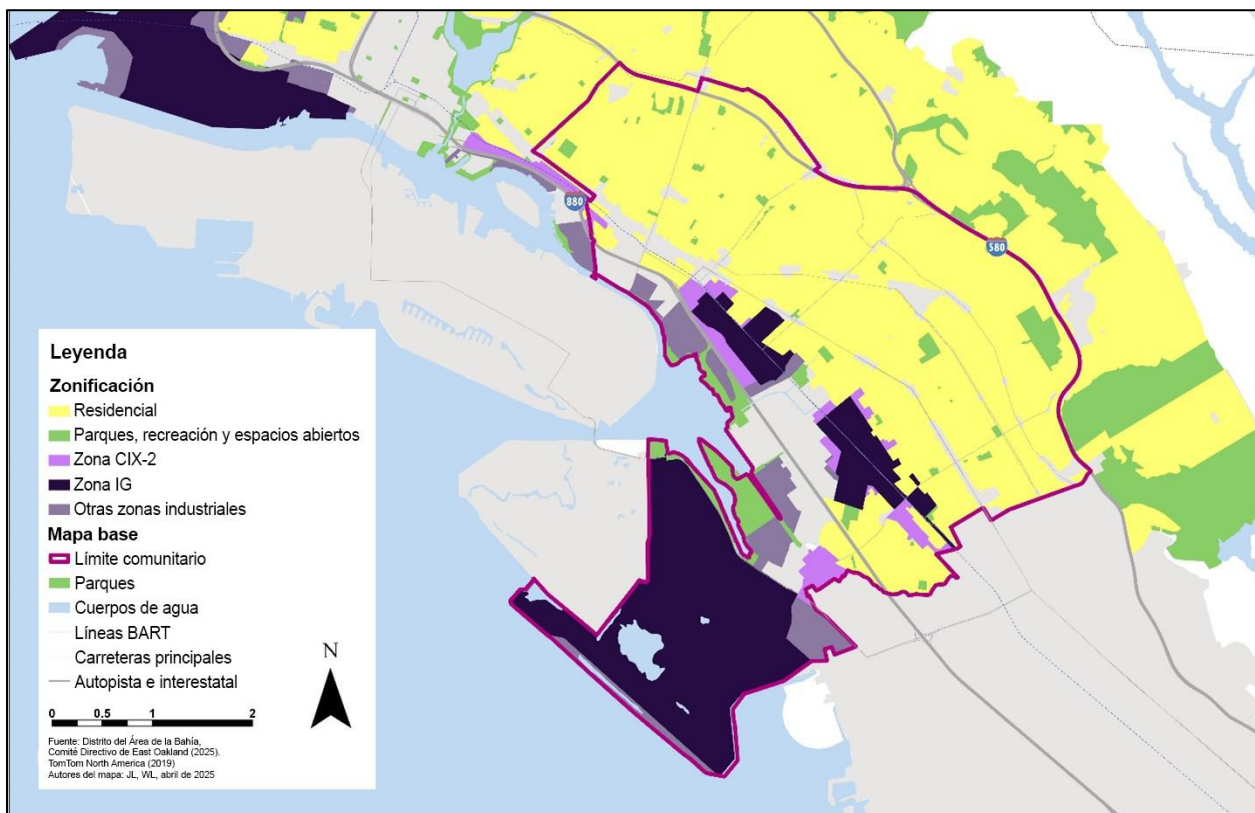 880
580
Leyenda
Zonificación
Residencial
Parques, recreación y espacios abiertos
Zona CIX-2
Zona IG
Otras zonas industriales
Mapa base
Límite comunitario
Parques
Cuerpos de agua
Líneas BART
Carreteras principales
Autopista e interestatal
N
0 0.5 1 2
Fuente: Distrito del Área de la Bahía,
Comité Directivo de East Oakland (2025).
TomTom North America (2019)
Autores del mapa: JL, WL, abril de 2025